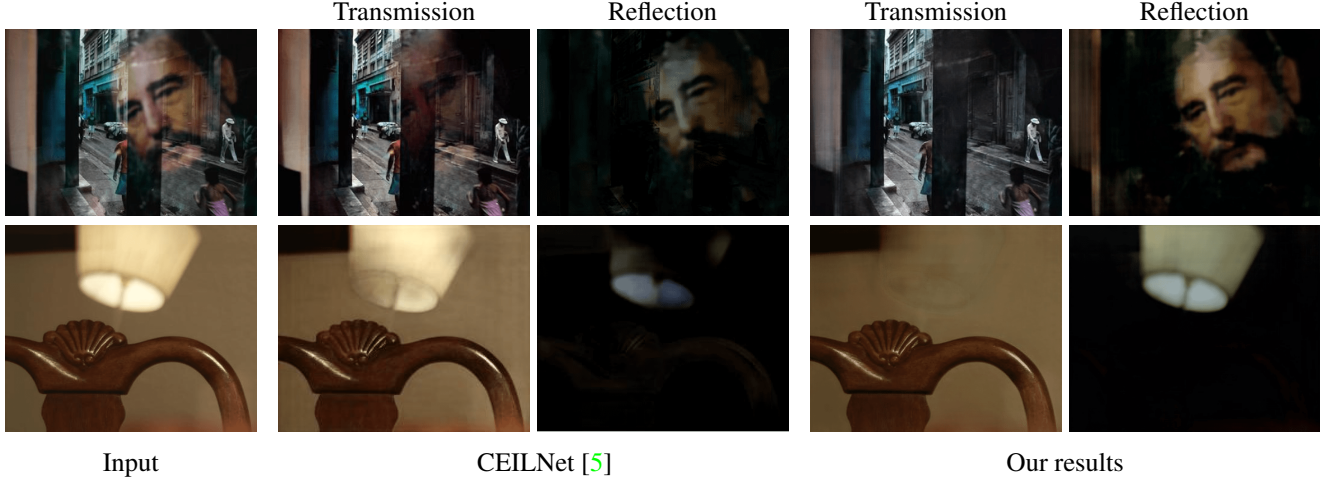 Transmission Reflection Transmission Reflection
Input CEILNet [5] Our results